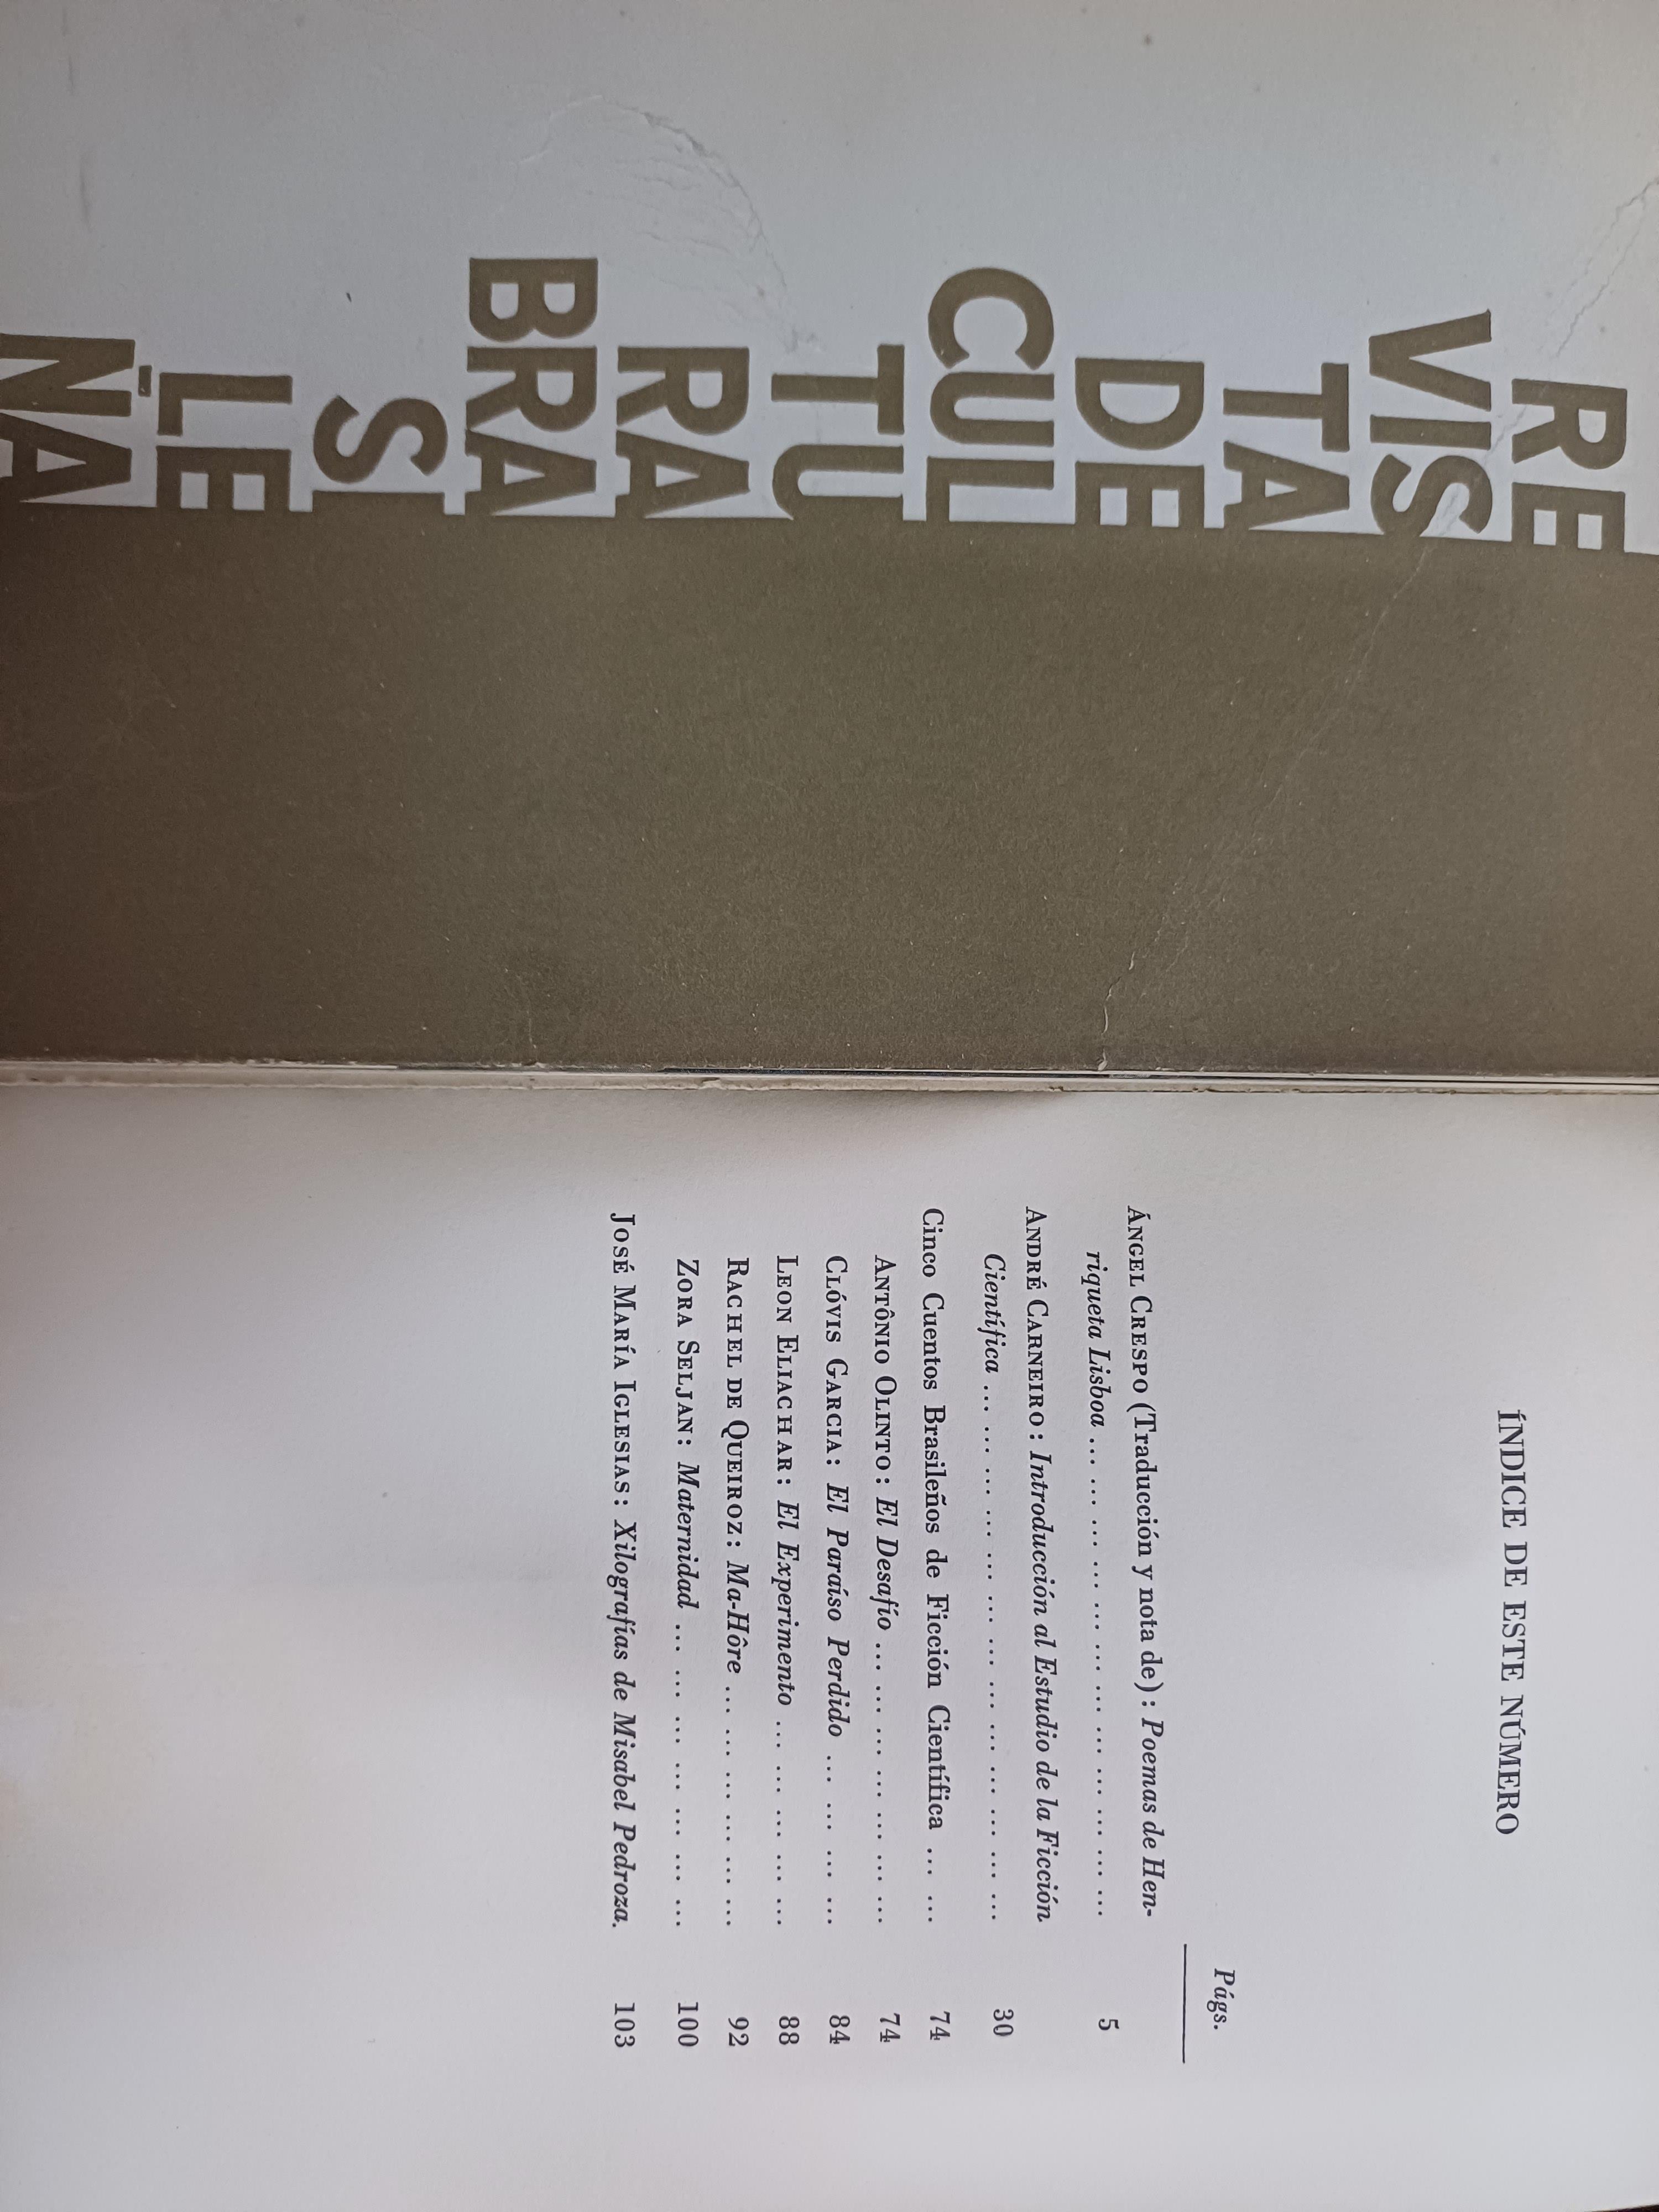 RE
VIS
TA
DE
CUL
TU
RA
BRA
SI
LE
ÑA
ÍNDICE DE ESTE NÚMERO
Págs.
ÁNGEL CRESPO (Traducción y nota de): Poemas de Hen-
riqueta Lisboa ... ... ... ... ... ... ... ... ... ... 5
ANDRÉ CARNEIRO: Introducción al Estudio de la Ficción
Científica ... ... ... ... ... ... ... ... ... ... ... 30
Cinco Cuentos Brasileños de Ficción Científica ... ... 74
ANTÔNIO OLINTO: El Desafío ... ... ... ... ... ... 74
CLÓVIS GARCIA: El Paraíso Perdido ... ... ... ... 84
LEON ELIACHAR: El Experimento ... ... ... ... ... 88
RACHEL DE QUEIROZ: Ma-Hôre ... ... ... ... ... ... 92
ZORA SELJAN: Maternidad ... ... ... ... ... ... ... 100
JOSÉ MARÍA IGLESIAS: Xilografías de Misabel Pedroza. 103